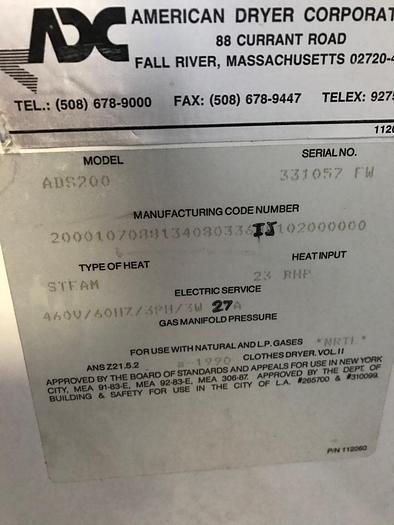 ADC
AMERICAN DRYER CORPORAT
88 CURRANT ROAD
FALL RIVER, MASSACHUSETTS 02720-4
TEL.: (508) 678-9000 FAX: (508) 678-9447 TELEX: 9275
1120
MODEL SERIAL NO.
ADS200 331057 FW
MANUFACTURING CODE NUMBER
IJ102000000
TYPE OF HEAT HEAT INPUT
STEAM 23 BHP
ELECTRIC SERVICE
460V/60HZ/3PH/3W 27A
GAS MANIFOLD PRESSURE
FOR USE WITH NATURAL AND L.P. GASES *NRTL*
ANS Z21.5.2 -1990 CLOTHES DRYER. VOL. II
APPROVED BY THE BOARD OF STANDARDS AND APPEALS FOR USE IN NEW YORK
CITY, MEA 91-83-E, MEA 92-83-E, MEA 306-87. APPROVED BY THE DEPT. OF
BUILDING & SAFETY FOR USE IN THE CITY OF L.A. #265700 & #310099.
P/N 112060